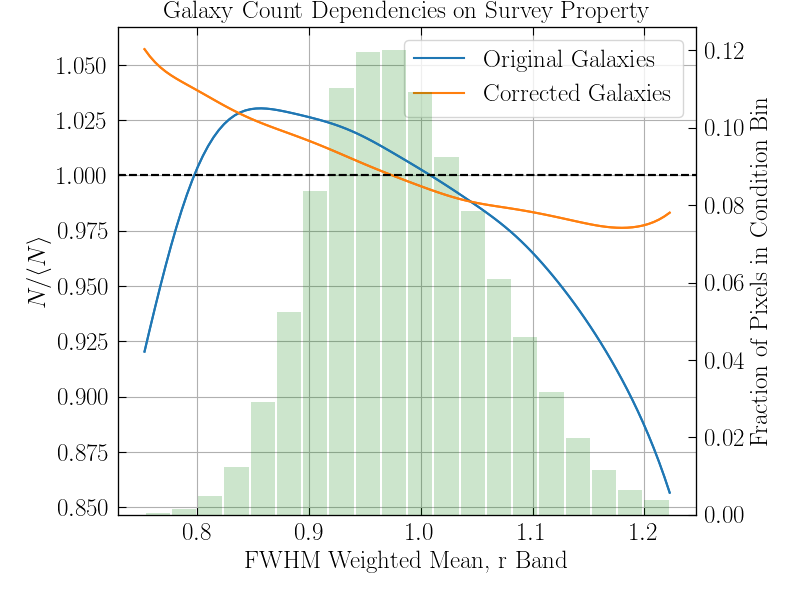 Galaxy Count Dependencies on Survey Property
Original Galaxies
Corrected Galaxies
N/⟨N⟩
1.050
1.025
1.000
0.975
0.950
0.925
0.900
0.875
0.850
0.12
0.10
0.08
0.06
0.04
0.02
0.00
Fraction of Pixels in Condition Bin
0.8 0.9 1.0 1.1 1.2
FWHM Weighted Mean, r Band